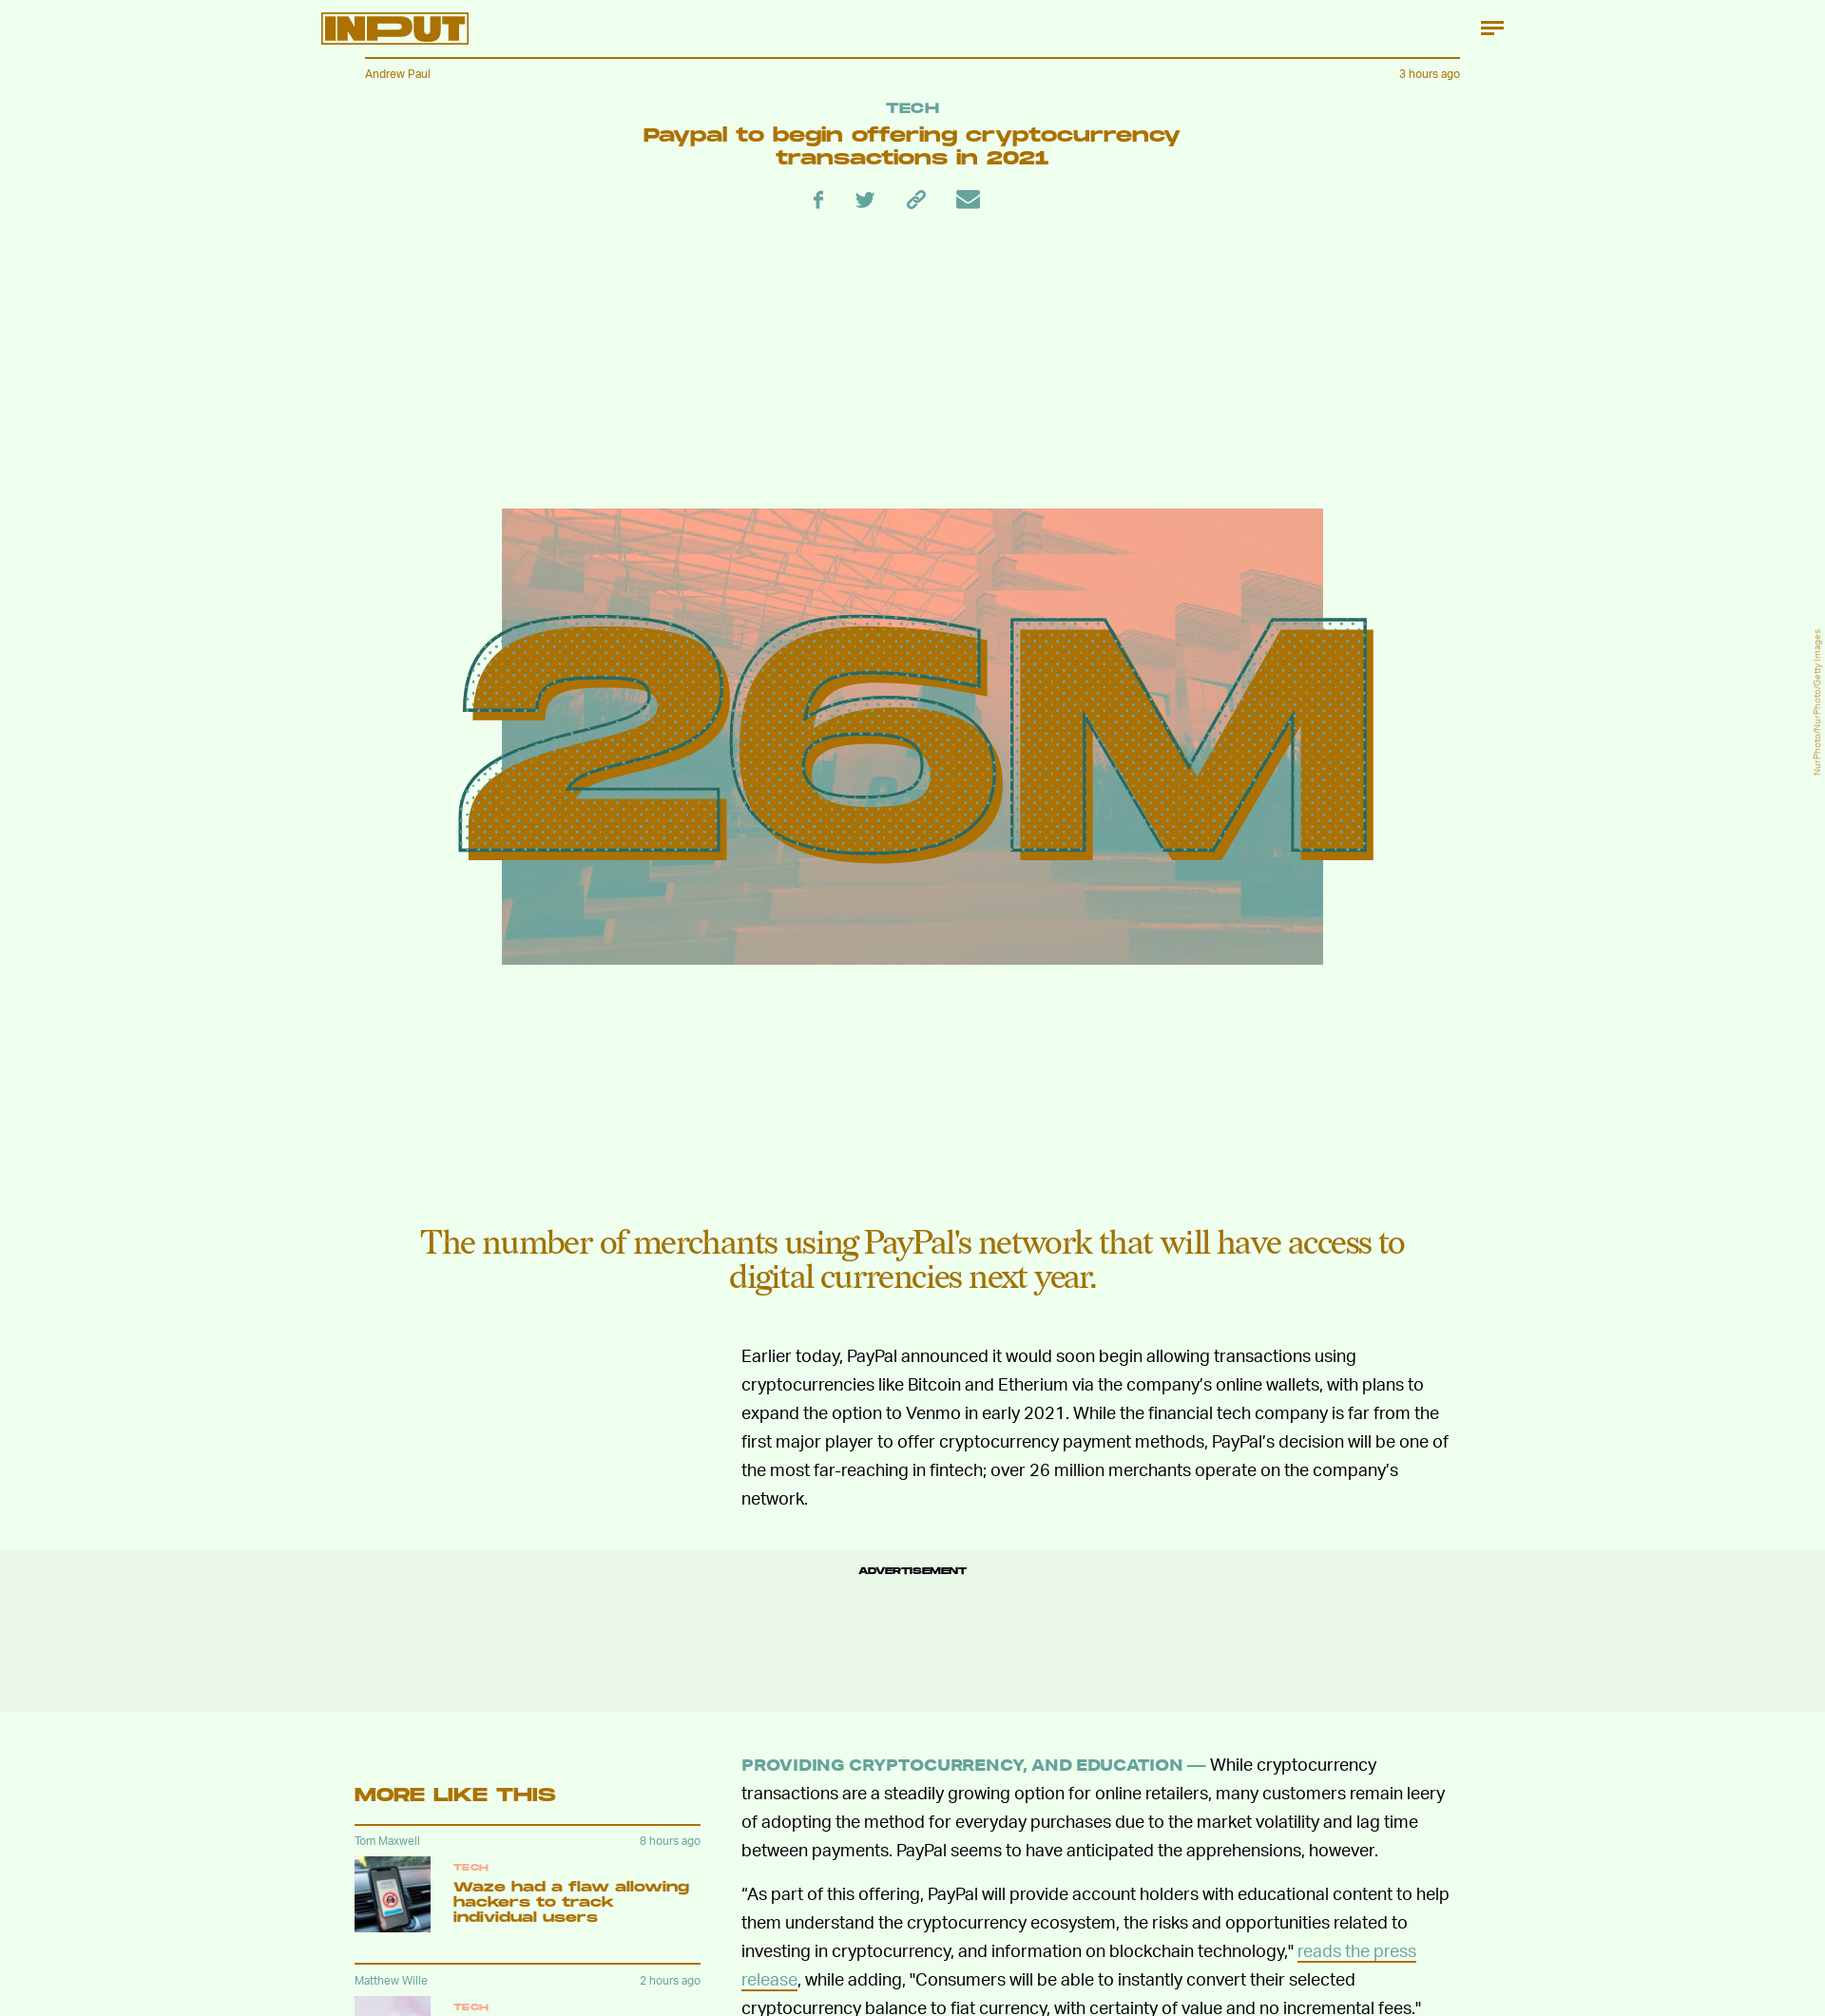 INPUT
Andrew Paul
3 hours ago
TECH
Paypal to begin offering cryptocurrency
transactions in 2021
26M
NurPhoto/NurPhoto/Getty Images
The number of merchants using PayPal's network that will have access to
digital currencies next year.
Earlier today, PayPal announced it would soon begin allowing transactions using
cryptocurrencies like Bitcoin and Etherium via the company’s online wallets, with plans to
expand the option to Venmo in early 2021. While the financial tech company is far from the
first major player to offer cryptocurrency payment methods, PayPal’s decision will be one of
the most far-reaching in fintech; over 26 million merchants operate on the company’s
network.
ADVERTISEMENT
MORE LIKE THIS
Tom Maxwell
8 hours ago
TECH
Waze had a flaw allowing
hackers to track
individual users
Matthew Wille
2 hours ago
TECH
PROVIDING CRYPTOCURRENCY, AND EDUCATION — While cryptocurrency
transactions are a steadily growing option for online retailers, many customers remain leery
of adopting the method for everyday purchases due to the market volatility and lag time
between payments. PayPal seems to have anticipated the apprehensions, however.
“As part of this offering, PayPal will provide account holders with educational content to help
them understand the cryptocurrency ecosystem, the risks and opportunities related to
investing in cryptocurrency, and information on blockchain technology," reads the press
release, while adding, "Consumers will be able to instantly convert their selected
cryptocurrency balance to fiat currency, with certainty of value and no incremental fees."